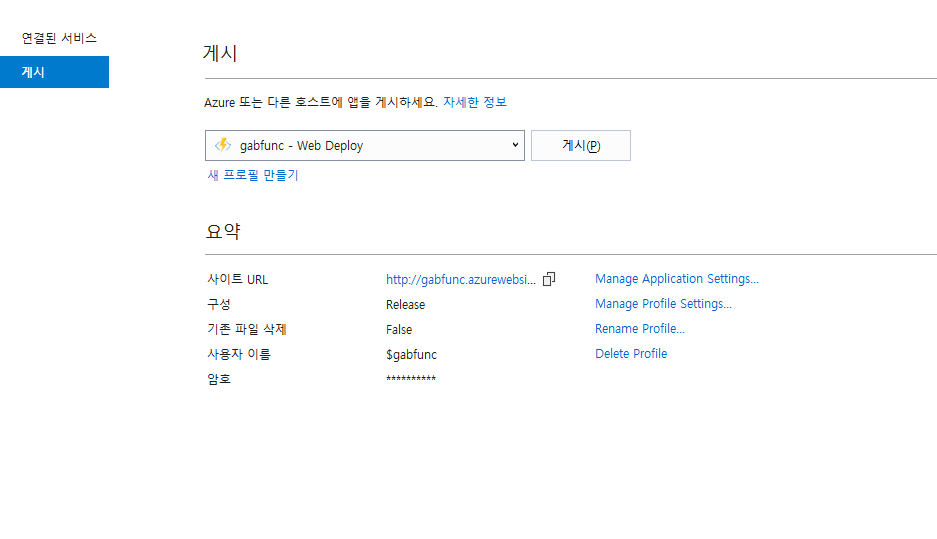 연결된 서비스
게시
게시
Azure 또는 다른 호스트에 앱을 게시하세요. 자세한 정보
gabfunc - Web Deploy
게시(P)
새 프로필 만들기
요약
사이트 URL http://gabfunc.azurewebsi... Manage Application Settings...
구성 Release Manage Profile Settings...
기존 파일 삭제 False Rename Profile...
사용자 이름 $gabfunc Delete Profile
암호 **********